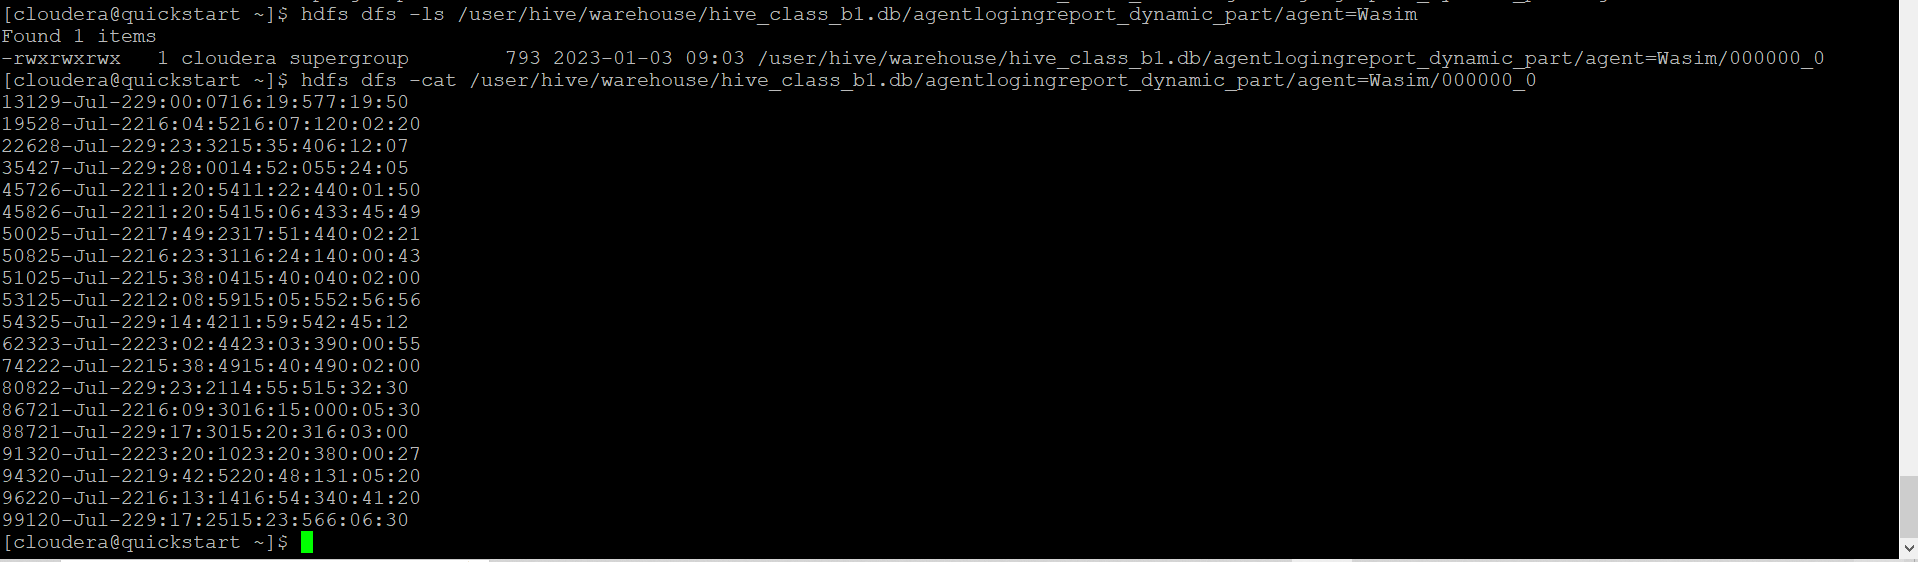 [cloudera@quickstart ~]$ hdfs dfs -ls /user/hive/warehouse/hive_class_b1.db/agentlogingreport_dynamic_part/agent=Wasim
Found 1 items
-rwxrwxrwx   1 cloudera supergroup        793 2023-01-03 09:03 /user/hive/warehouse/hive_class_b1.db/agentlogingreport_dynamic_part/agent=Wasim/000000_0
[cloudera@quickstart ~]$ hdfs dfs -cat /user/hive/warehouse/hive_class_b1.db/agentlogingreport_dynamic_part/agent=Wasim/000000_0
13129-Jul-229:00:0716:19:577:19:50
19528-Jul-2216:04:5216:07:120:02:20
22628-Jul-229:23:3215:35:406:12:07
35427-Jul-229:28:0014:52:055:24:05
45726-Jul-2211:20:5411:22:440:01:50
45826-Jul-2211:20:5415:06:433:45:49
50025-Jul-2217:49:2317:51:440:02:21
50825-Jul-2216:23:3116:24:140:00:43
51025-Jul-2215:38:0415:40:040:02:00
53125-Jul-2212:08:5915:05:552:56:56
54325-Jul-229:14:4211:59:542:45:12
62323-Jul-2223:02:4423:03:390:00:55
74222-Jul-2215:38:4915:40:490:02:00
80822-Jul-229:23:2114:55:515:32:30
86721-Jul-2216:09:3016:15:000:05:30
88721-Jul-229:17:3015:20:316:03:00
91320-Jul-2223:20:1023:20:380:00:27
94320-Jul-2219:42:5220:48:131:05:20
96220-Jul-2216:13:1416:54:340:41:20
99120-Jul-229:17:2515:23:566:06:30
[cloudera@quickstart ~]$